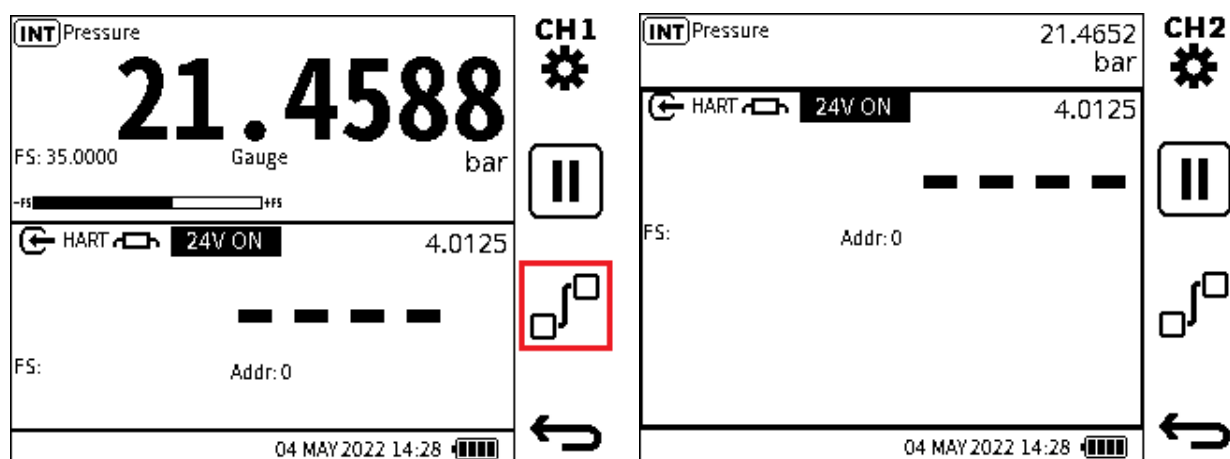 INT Pressure
CH1
21.4588
FS: 35.0000 Gauge bar
-FS +FS
HART 24V ON 4.0125
- - - -
FS: Addr: 0
04 MAY 2022 14:28
INT Pressure 21.4652
bar
CH2
HART 24V ON 4.0125
- - - -
FS: Addr: 0
04 MAY 2022 14:28